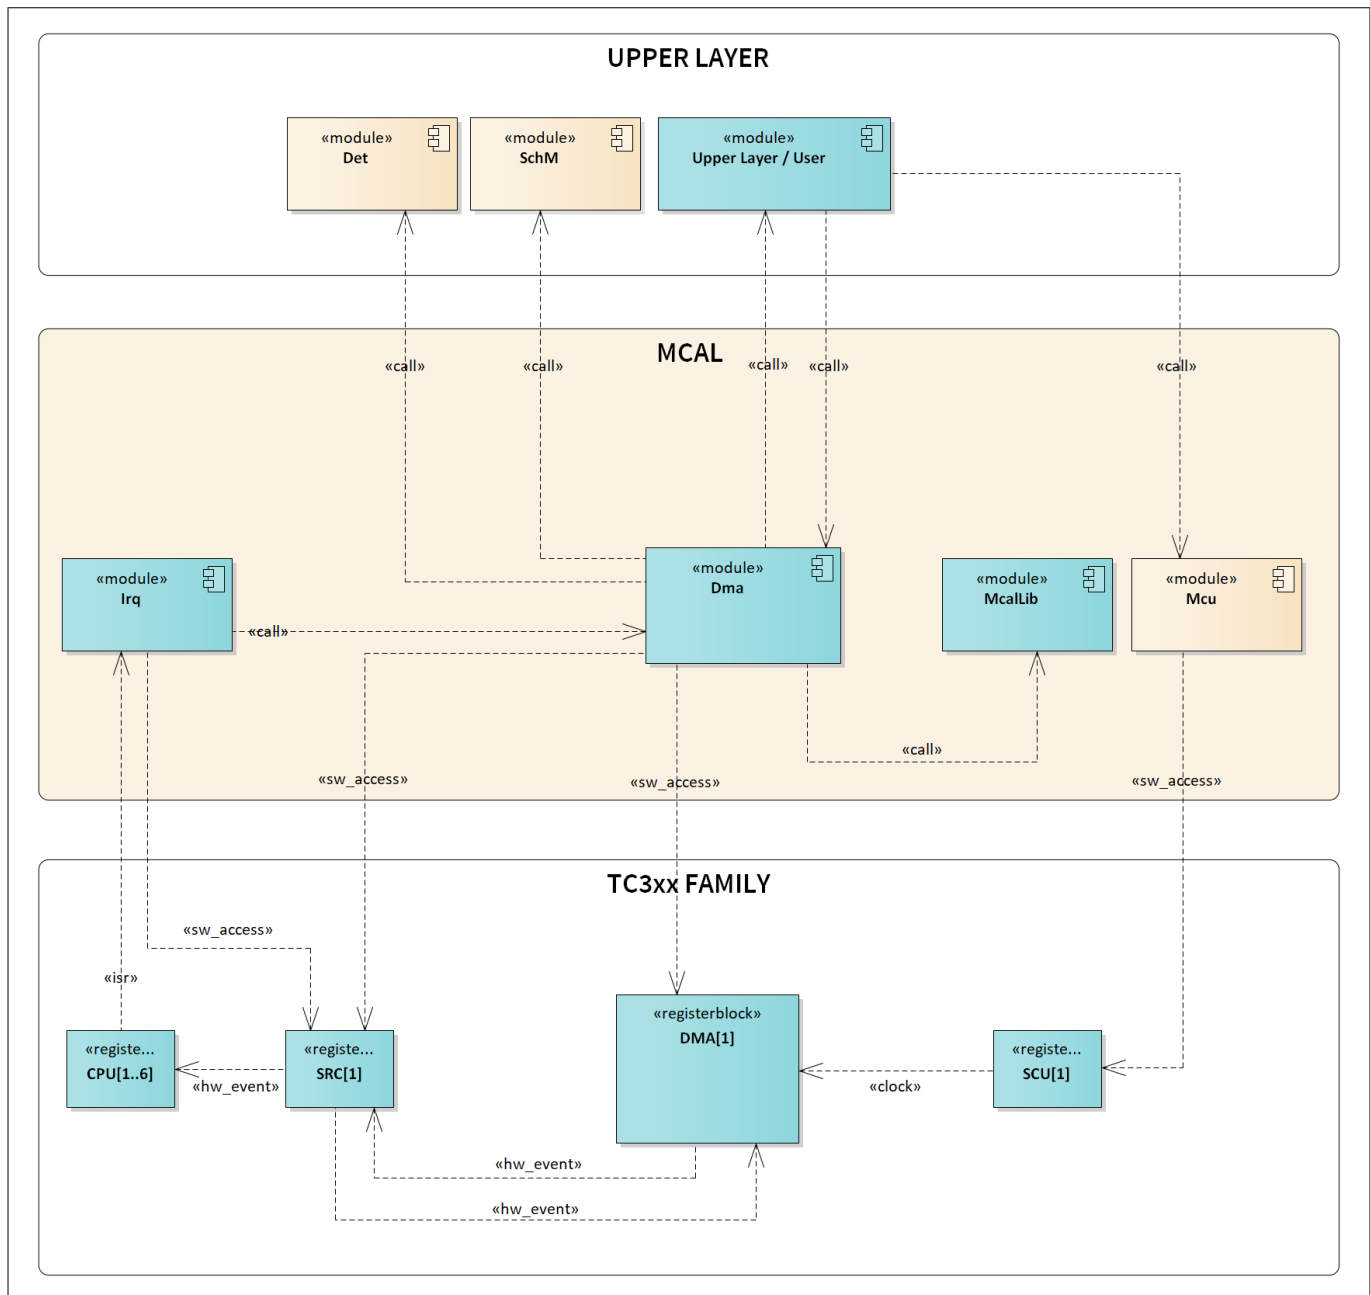 UPPER LAYER
«module»
Det
«module»
SchM
«module»
Upper Layer / User
MCAL
«call»
«call»
«call»
«call»
«call»
«module»
Irq
«module»
Dma
«module»
McalLib
«module»
Mcu
«call»
«call»
«sw_access»
«sw_access»
«sw_access»
TC3xx FAMILY
«sw_access»
«isr»
«registe...
CPU[1..6]
«registe...
SRC[1]
«registerblock»
DMA[1]
«registe...
SCU[1]
«hw_event»
«clock»
«hw_event»
«hw_event»